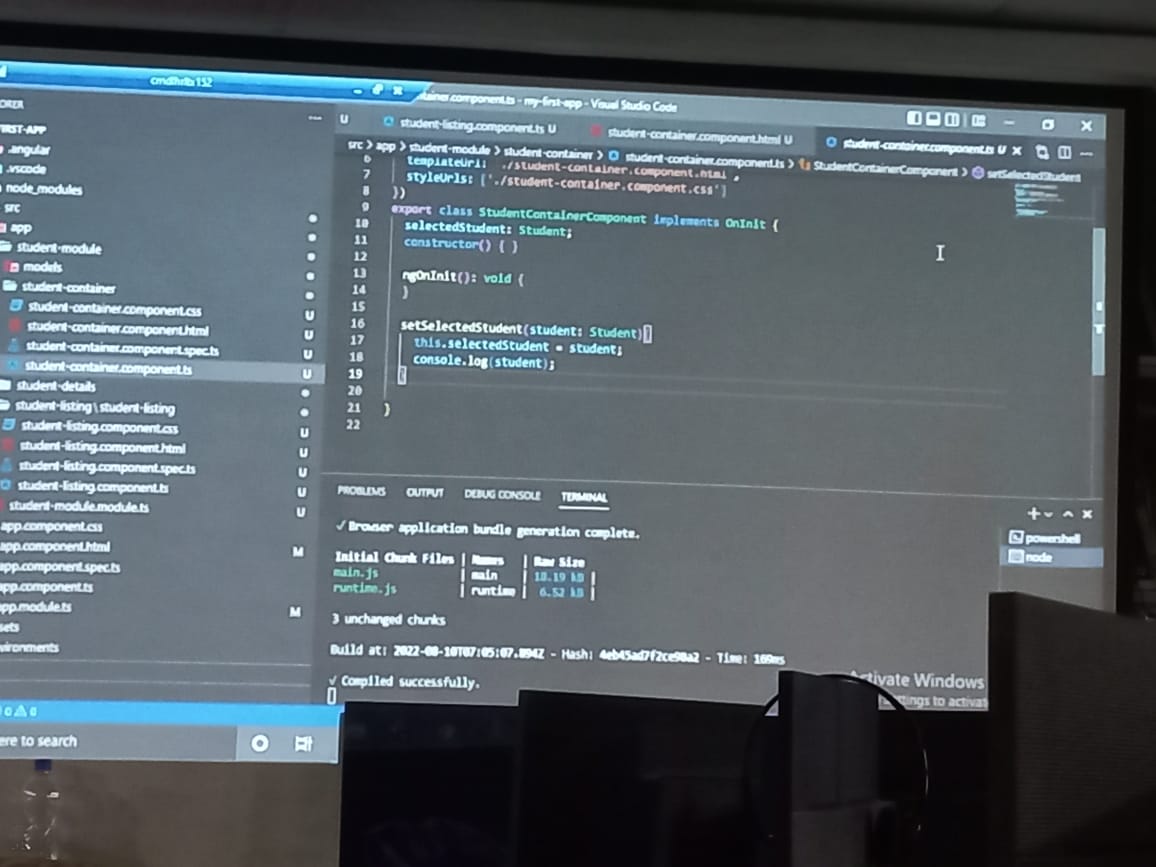 cmdlhrlts152
tainer.component.ts - my-first-app - Visual Studio Code
ORER
U
student-listing.component.ts U
student-container.component.html U
student-container.component.ts U
IRST-APP
.angular
.vscode
node_modules
src
app
student-module
models
student-container
student-container.component.css U
student-container.component.html U
student-container.component.spec.ts U
student-container.component.ts U
student-details
student-listing\student-listing
student-listing.component.css U
student-listing.component.html U
student-listing.component.spec.ts U
student-listing.component.ts U
student-module.module.ts U
app.component.css
app.component.html M
app.component.spec.ts
app.component.ts
app.module.ts M
sets
vironments
src > app > student-module > student-container > student-container.component.ts > StudentContainerComponent > setSelectedStudent
6 templateUrl: './student-container.component.html',
7 styleUrls: ['./student-container.component.css']
8 })
9 export class StudentContainerComponent implements OnInit {
10 selectedStudent: Student;
11 constructor() { }
12
13 ngOnInit(): void {
14 }
15
16 setSelectedStudent(student: Student){
17 this.selectedStudent = student;
18 console.log(student);
19 }
20
21 }
22
PROBLEMS OUTPUT DEBUG CONSOLE TERMINAL
powershell
node
✓ Browser application bundle generation complete.
Initial Chunk Files | Names | Raw Size
main.js | main | 18.19 kB |
runtime.js | runtime | 6.52 kB |
3 unchanged chunks
Build at: 2022-08-10T07:05:07.894Z - Hash: 4eb45ad7f2ce90a2 - Time: 169ms
✓ Compiled successfully.
Activate Windows
ettings to activat
0 0
ere to search